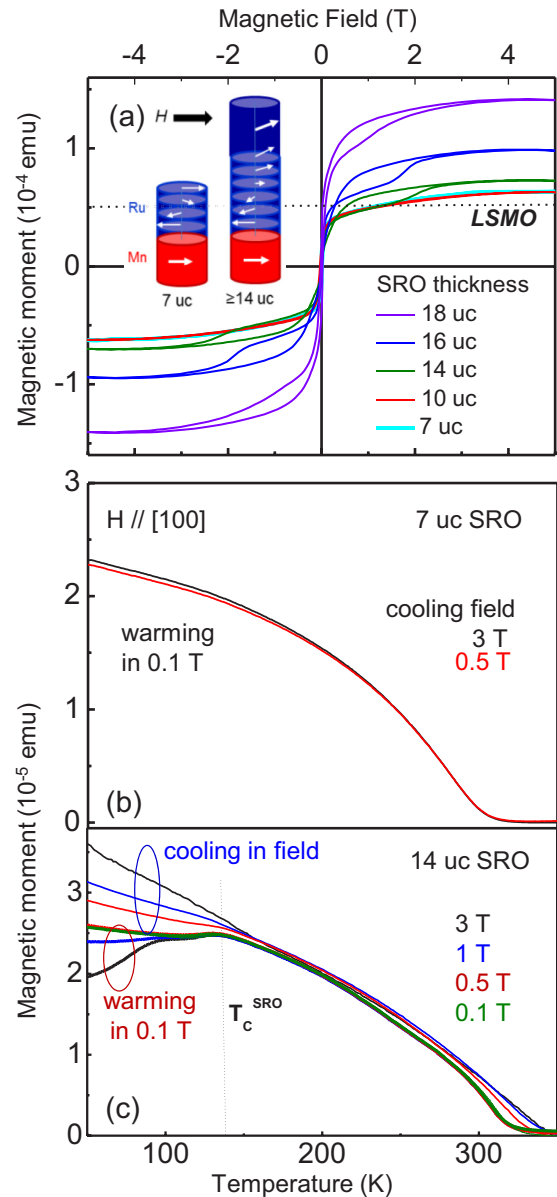 Magnetic Field (T)
-4 -2 0 2 4
(a)
H
Ru
Mn
7 uc
≥14 uc
LSMO
SRO thickness
18 uc
16 uc
14 uc
10 uc
7 uc
1
0
-1
Magnetic moment (10⁻⁴ emu)
3
2
1
0
H // [100]
7 uc SRO
cooling field
3 T
0.5 T
warming
in 0.1 T
(b)
Magnetic moment (10⁻⁵ emu)
cooling in field
14 uc SRO
3 T
1 T
0.5 T
0.1 T
warming
in 0.1 T
T_C^SRO
(c)
3
2
1
0
100 200 300
Temperature (K)